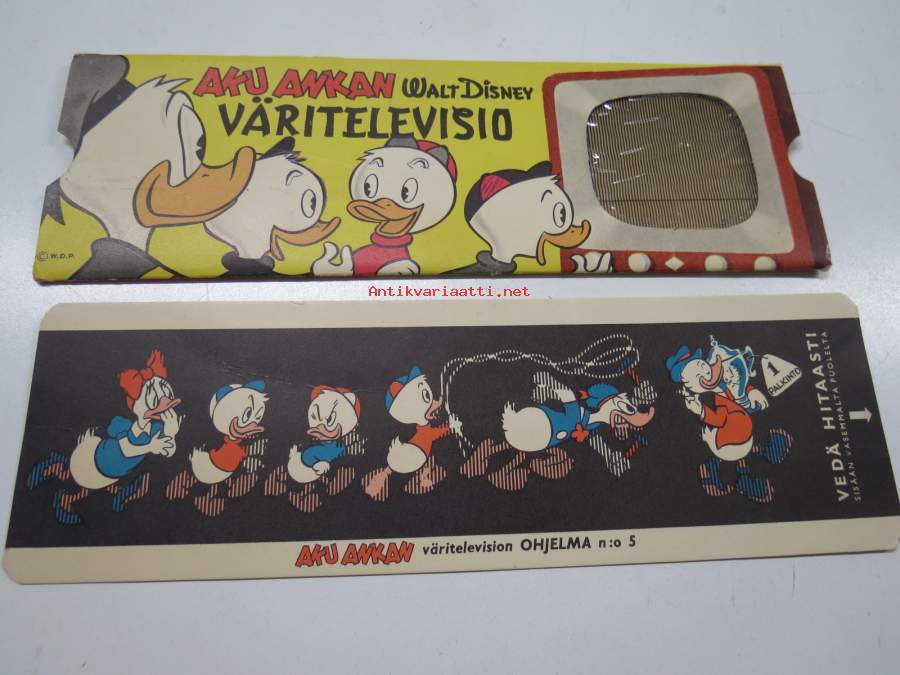 AKU ANKAN WALT DISNEY
VÄRITELEVISIO
© W.D.P.
Antikvariaatti.net
1
PALKINTO
VEDÄ HITAASTI
SISÄÄN VASEMMALTA PUOLELTA
AKU ANKAN väritelevision OHJELMA n:o 5